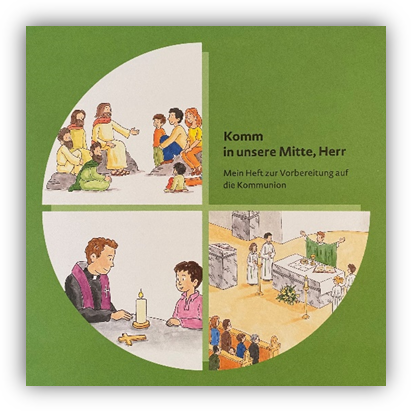 Komm
in unsere Mitte, Herr
Mein Heft zur Vorbereitung auf
die Kommunion